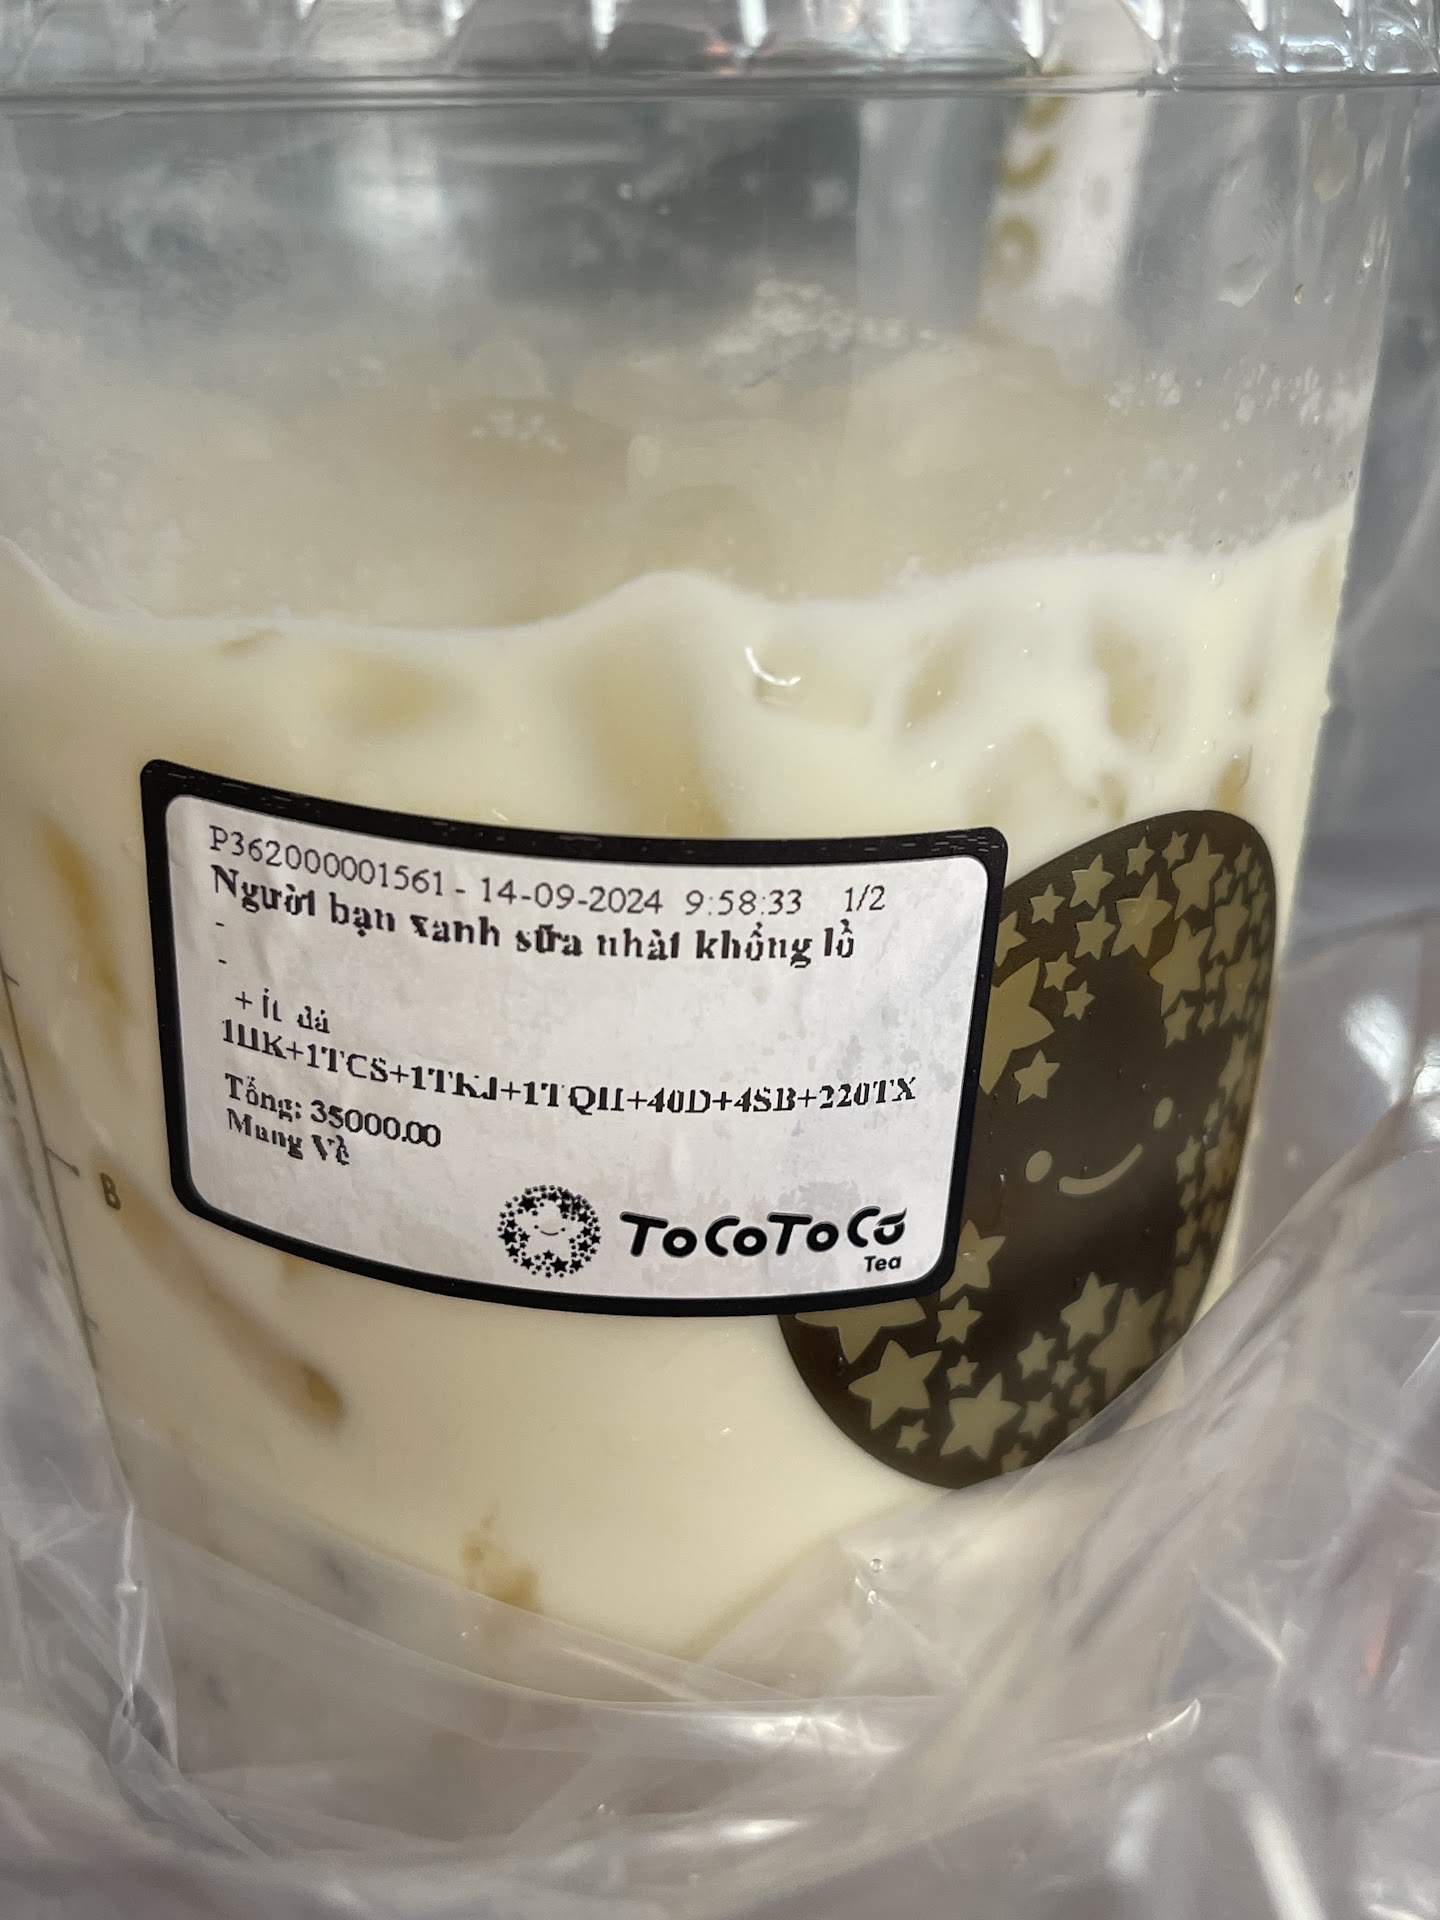 P362000001561 - 14-09-2024 9:58:33 1/2
Người bạn xanh sữa nhài khổng lồ
-
-
+ Ít đá
1HK+1TCS+1TKJ+1TQH+40D+4SB+220TX
Tổng: 35000.00
Mang Về
ToCoToCo
Tea
B